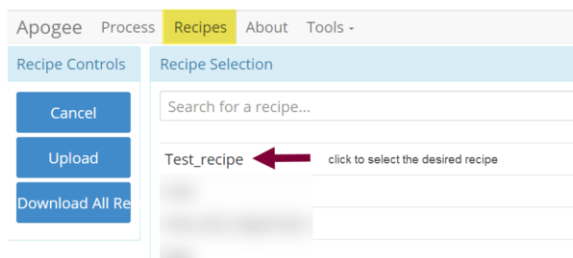 Apogee Process Recipes About Tools
Recipe Controls
Recipe Selection
Cancel
Upload
Download All Re
Search for a recipe...
Test_recipe
click to select the desired recipe